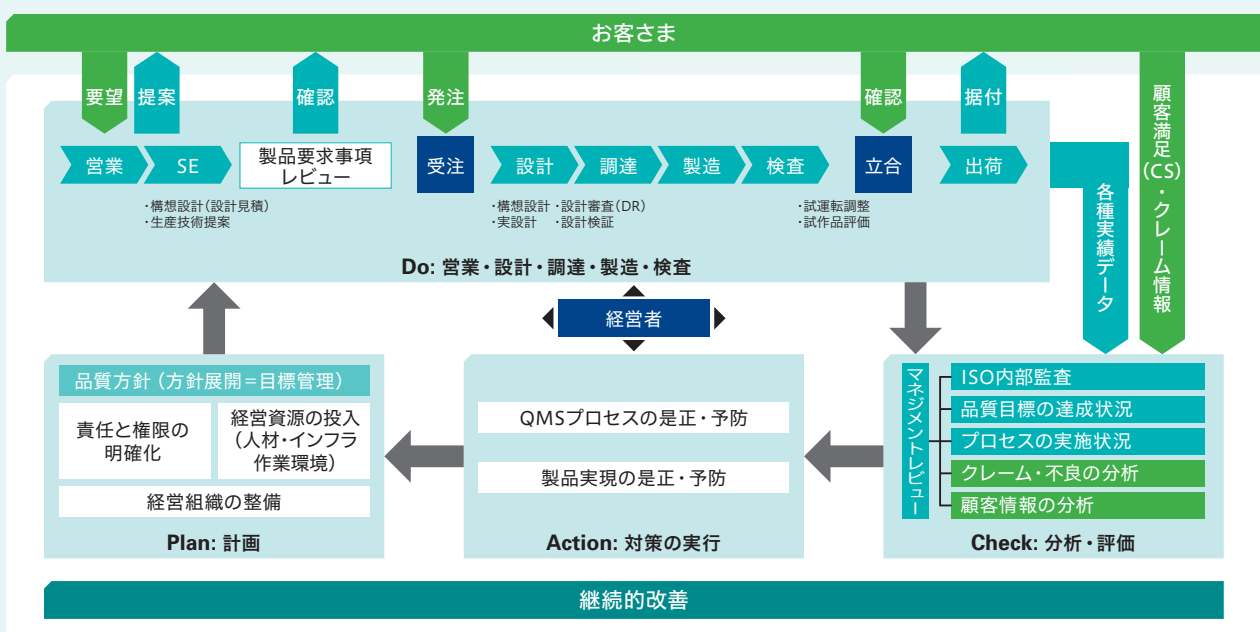 お客さま
要望
提案
確認
発注
確認
据付
顧客満足(CS)・クレーム情報
営業
SE
製品要求事項
レビュー
受注
設計
調達
製造
検査
立合
出荷
各種実績データ
・構想設計(設計見積)
・生産技術提案
・構想設計 ・設計審査(DR)
・実設計 ・設計検証
・試運転調整
・試作品評価
Do: 営業・設計・調達・製造・検査
経営者
品質方針 (方針展開=目標管理)
責任と権限の
明確化
経営資源の投入
(人材・インフラ
作業環境)
経営組織の整備
Plan: 計画
QMSプロセスの是正・予防
製品実現の是正・予防
Action: 対策の実行
マネジメントレビュー
ISO内部監査
品質目標の達成状況
プロセスの実施状況
クレーム・不良の分析
顧客情報の分析
Check: 分析・評価
継続的改善